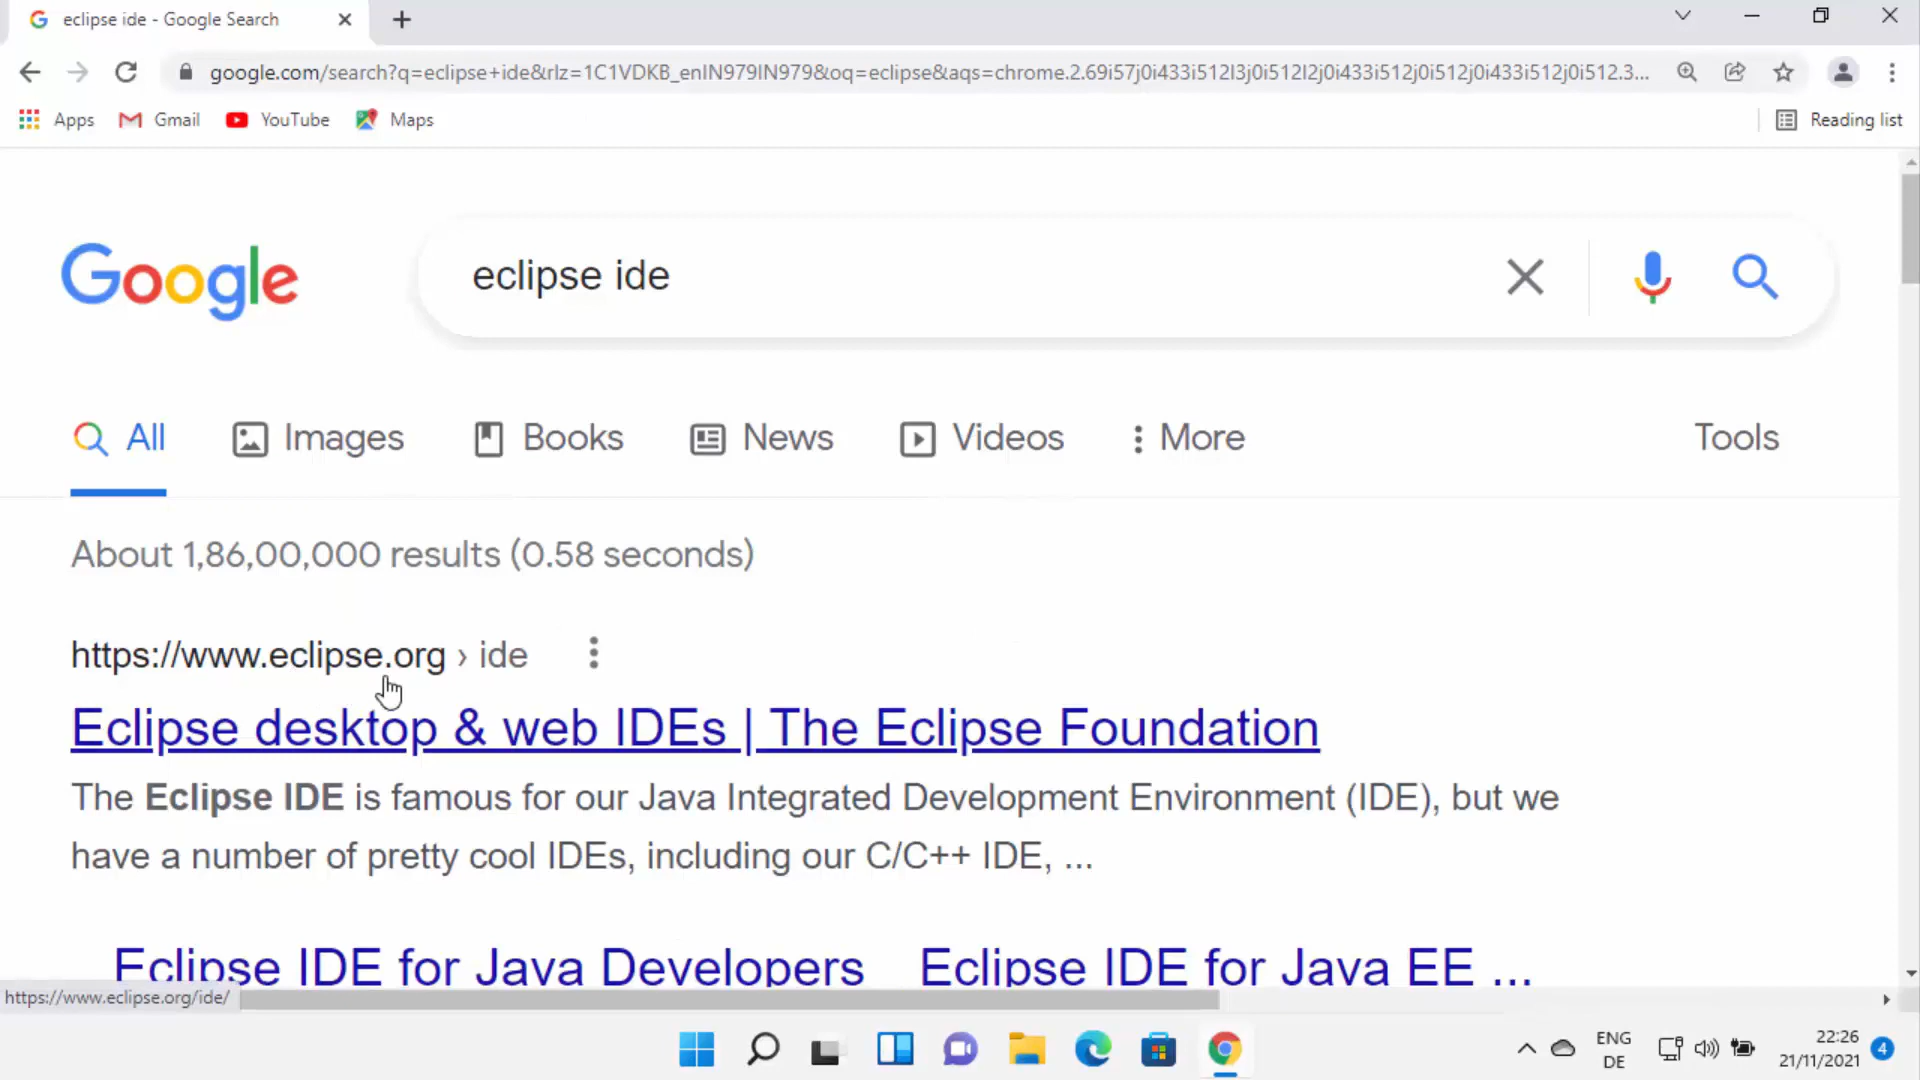 eclipse ide - Google Search
google.com/search?q=eclipse+ide&rlz=1C1VDKB_enIN979IN979&oq=eclipse&aqs=chrome.2.69i57j0i433i512l3j0i512l2j0i433i512j0i512j0i433i512j0i512.3...
Apps
Gmail
YouTube
Maps
Reading list
Google
eclipse ide
All
Images
Books
News
Videos
More
Tools
About 1,86,00,000 results (0.58 seconds)
https://www.eclipse.org › ide
Eclipse desktop & web IDEs | The Eclipse Foundation
The Eclipse IDE is famous for our Java Integrated Development Environment (IDE), but we
have a number of pretty cool IDEs, including our C/C++ IDE, ...
Eclipse IDE for Java Developers
Eclipse IDE for Java EE ...
https://www.eclipse.org/ide/
ENG
DE
22:26
21/11/2021
4